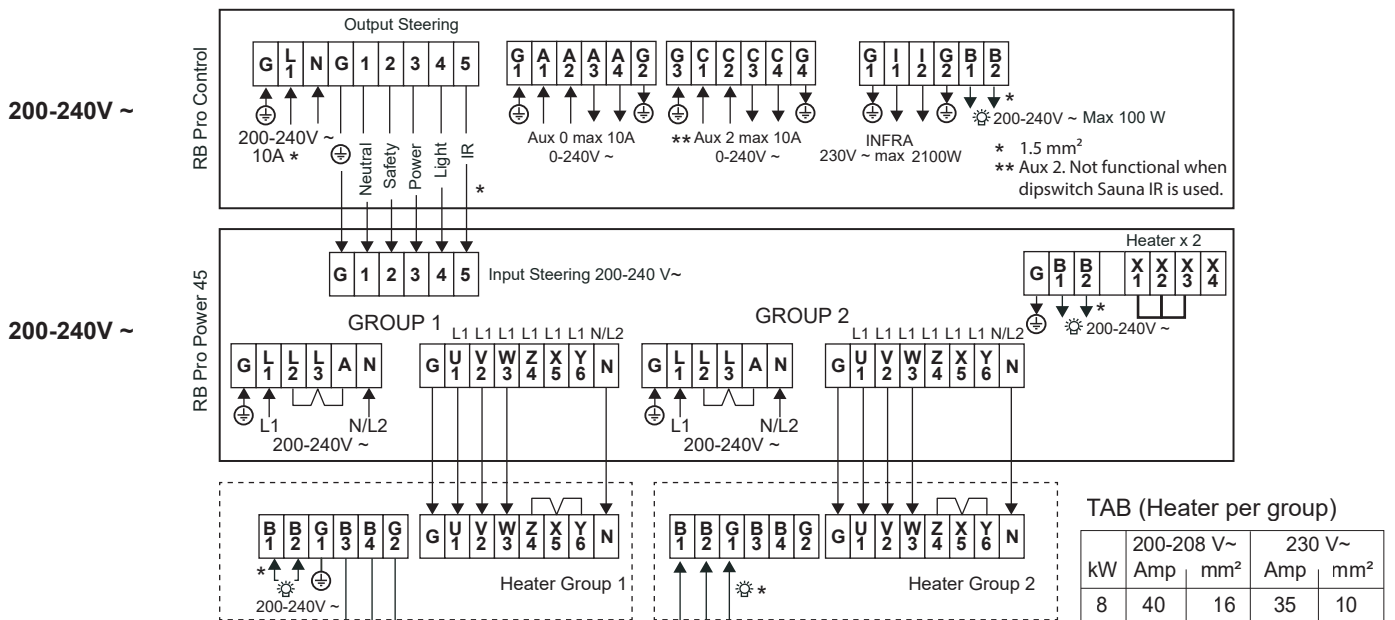 Output Steering
RB Pro Control
200-240V ~
G L1 N G 1 2 3 4 5
G1 A1 A2 A3 A4 G2
G3 C1 C2 C3 C4 G4
G1 I1 I2 G2 B1 B2
200-240V ~
10A *
Neutral
Safety
Power
Light
IR
*
Aux 0 max 10A
0-240V ~
** Aux 2 max 10A
0-240V ~
INFRA
230V ~ max 2100W
*
200-240V ~ Max 100 W
* 1.5 mm²
** Aux 2. Not functional when
dipswitch Sauna IR is used.
RB Pro Power 45
200-240V ~
G 1 2 3 4 5
Input Steering 200-240 V~
Heater x 2
G B1 B2 X1 X2 X3 X4
*
200-240V ~
GROUP 1
L1 L1 L1 L1 L1 L1 N/L2
G L1 L2 L3 A N
G U1 V2 W3 Z4 X5 Y6 N
L1 N/L2
200-240V ~
GROUP 2
L1 L1 L1 L1 L1 L1 N/L2
G L1 L2 L3 A N
G U1 V2 W3 Z4 X5 Y6 N
L1 N/L2
200-240V ~
B1 B2 G1 B3 B4 G2
G U1 V2 W3 Z4 X5 Y6 N
*
200-240V ~
Heater Group 1
B1 B2 G1 B3 B4 G2
G U1 V2 W3 Z4 X5 Y6 N
*
Heater Group 2
TAB (Heater per group)
200-208 V~ 230 V~
kW Amp mm² Amp mm²
8 40 16 35 10